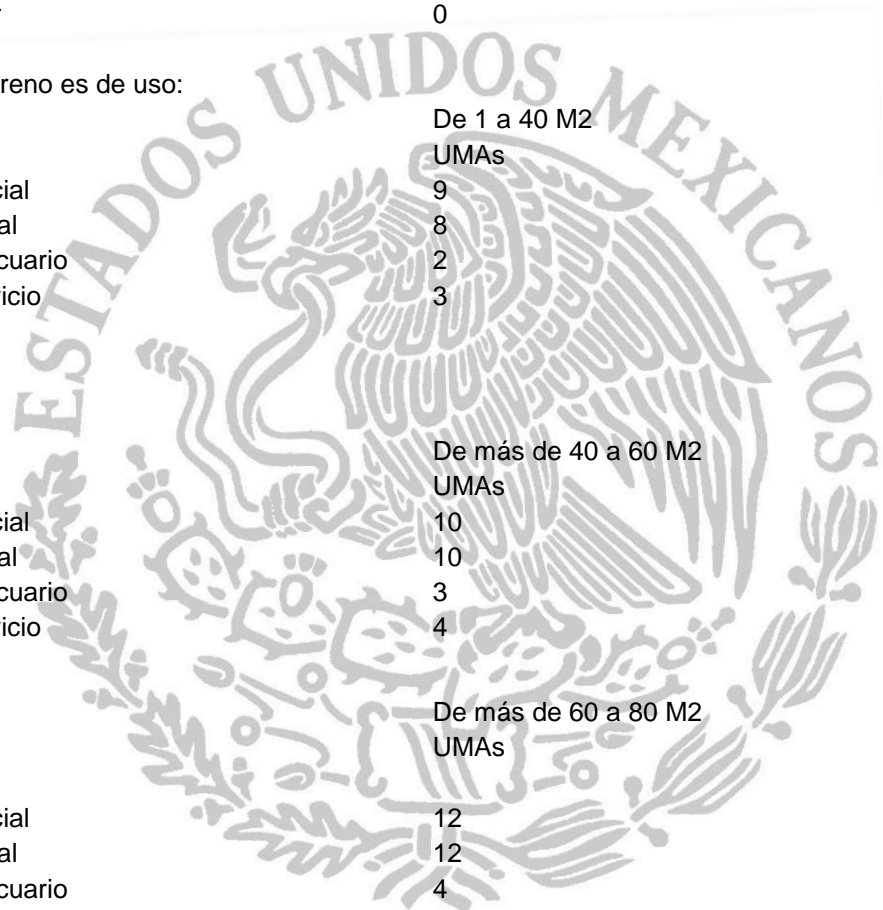 0
reno es de uso:
De 1 a 40 M2
UMAs
cial 9
al 8
cuario 2
icio 3
De más de 40 a 60 M2
UMAs
cial 10
al 10
cuario 3
icio 4
De más de 60 a 80 M2
UMAs
cial 12
al 12
cuario 4
ESTADOS UNIDOS MEXICANOS